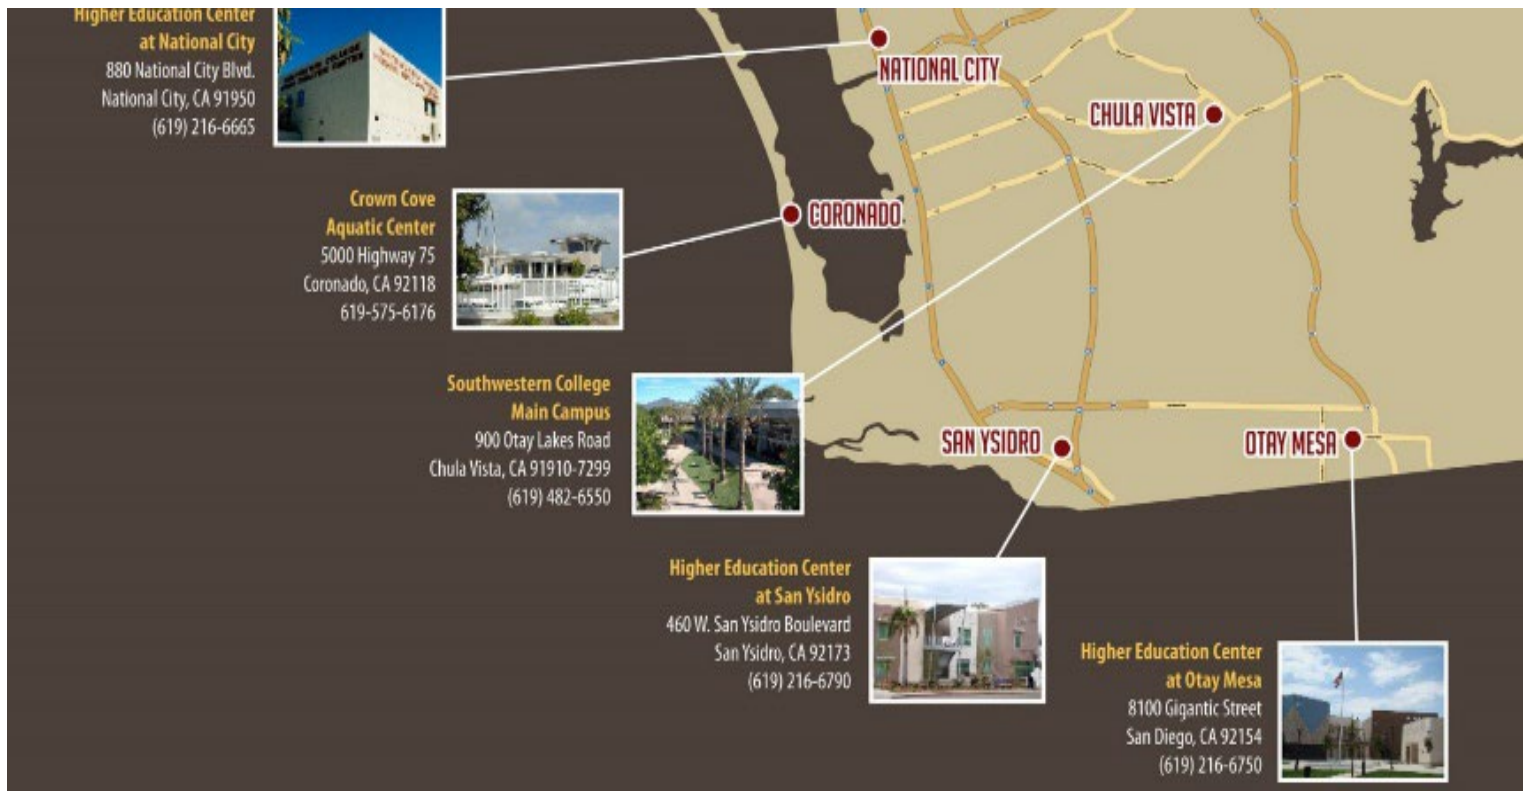 Higher Education Center
at National City
880 National City Blvd.
National City, CA 91950
(619) 216-6665
NATIONAL CITY
CHULA VISTA
Crown Cove
Aquatic Center
5000 Highway 75
Coronado, CA 92118
619-575-6176
CORONADO
Southwestern College
Main Campus
900 Otay Lakes Road
Chula Vista, CA 91910-7299
(619) 482-6550
SAN YSIDRO
OTAY MESA
Higher Education Center
at San Ysidro
460 W. San Ysidro Boulevard
San Ysidro, CA 92173
(619) 216-6790
Higher Education Center
at Otay Mesa
8100 Gigantic Street
San Diego, CA 92154
(619) 216-6750